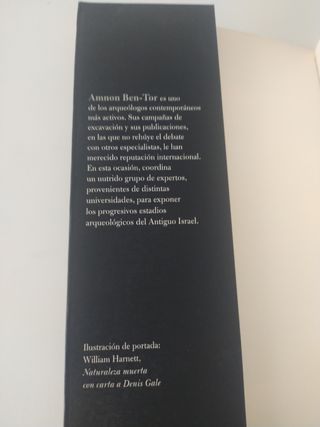 Amnon Ben-Tor es uno
de los arqueólogos contemporáneos
más activos. Sus campañas de
excavación y sus publicaciones,
en las que no rehúye el debate
con otros especialistas, le han
merecido reputación internacional.
En esta ocasión, coordina
un nutrido grupo de expertos,
provenientes de distintas
universidades, para exponer
los progresivos estadios
arqueológicos del Antiguo Israel.
Ilustración de portada:
William Harnett,
Naturaleza muerta
con carta a Denis Gale